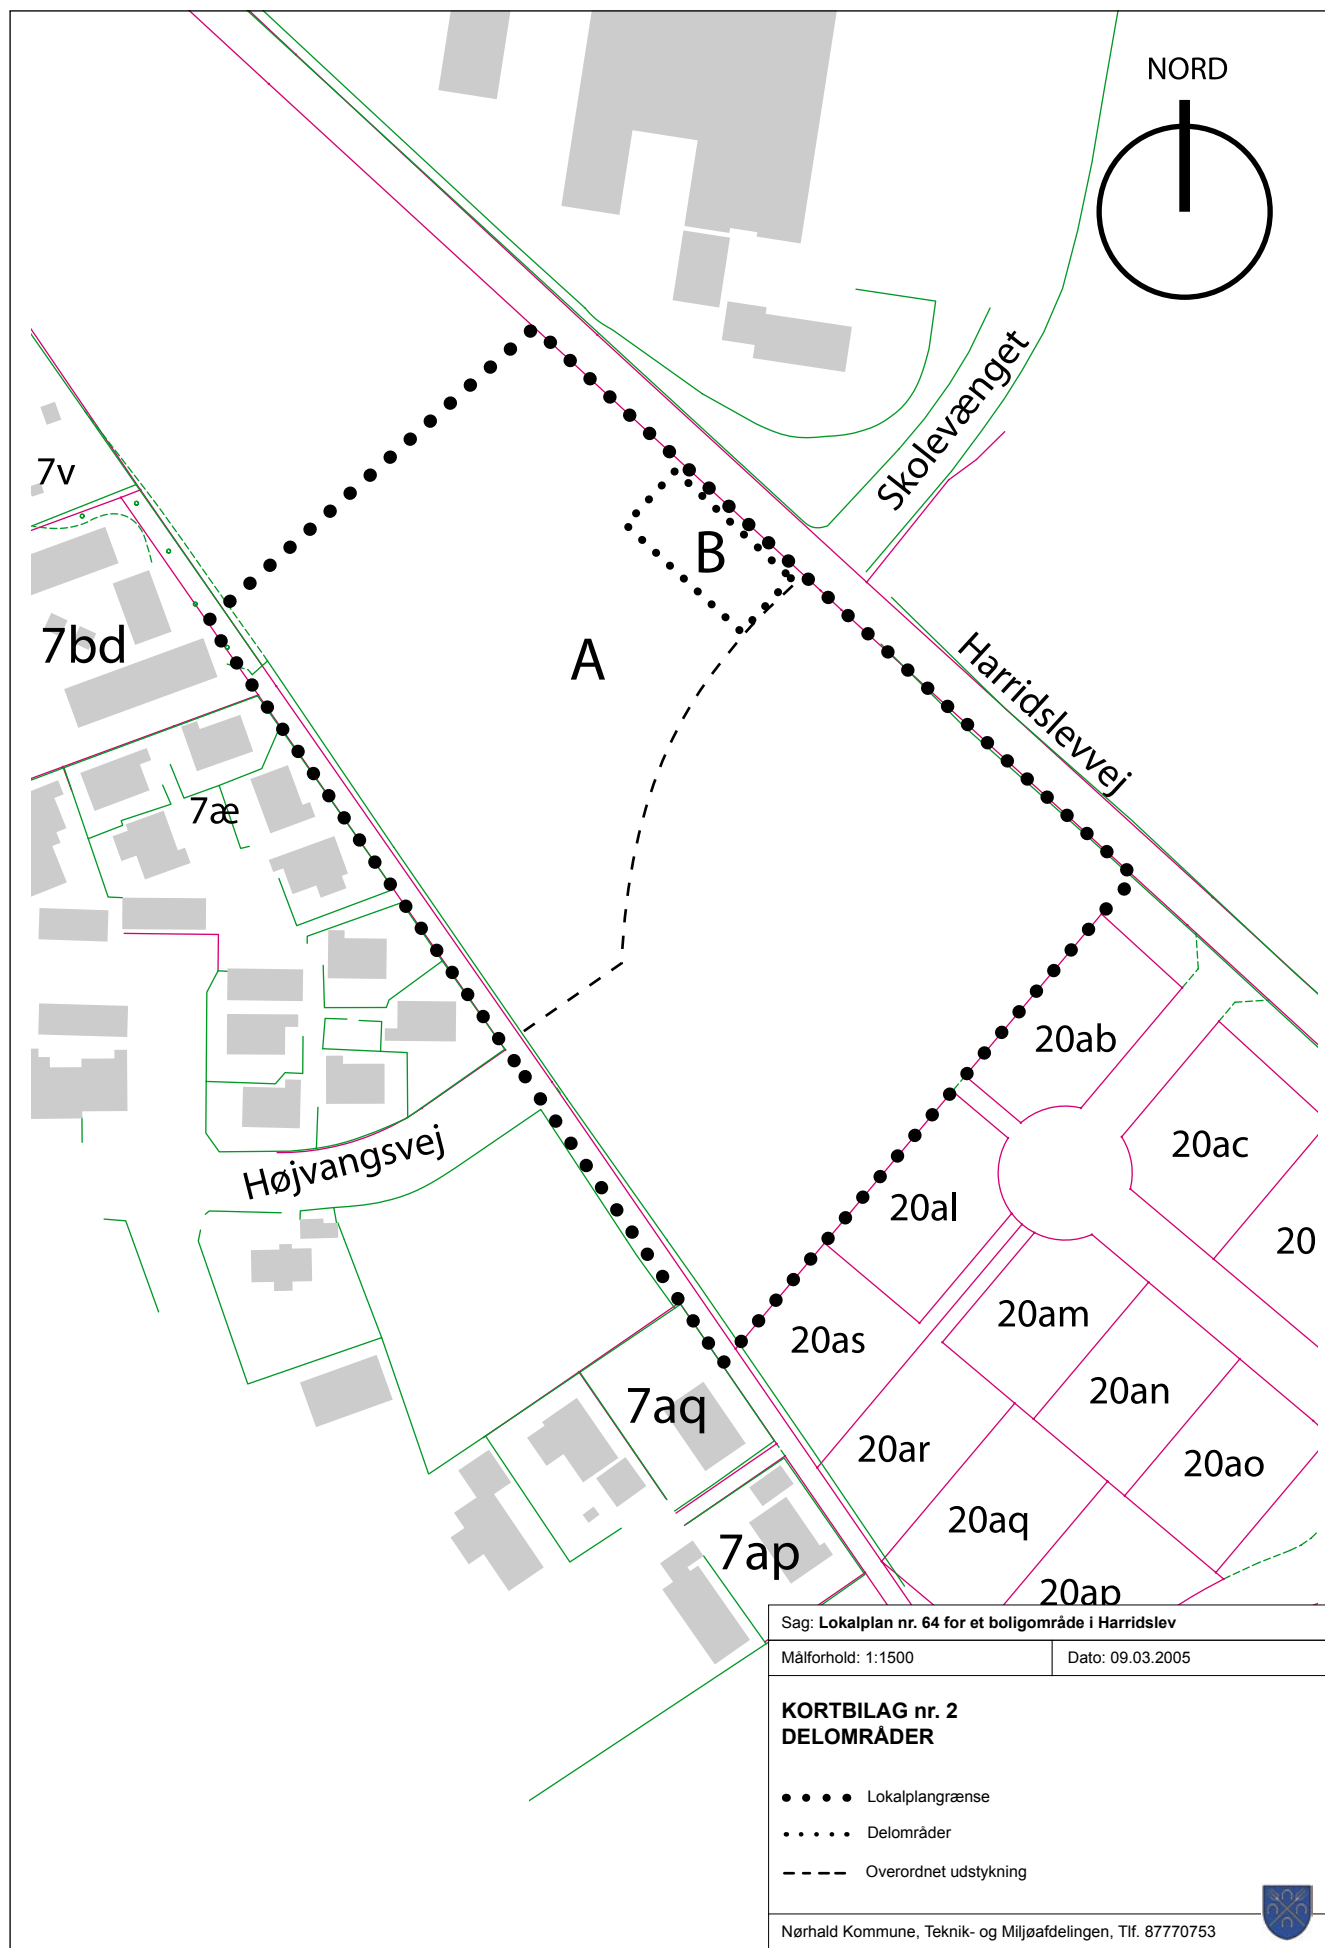 NORD
Skolevænget
7v
B
7bd
A
Harridslevvej
7æ
20ab
20ac
Højvangsvej
20al
20
20am
20as
20an
7aq
20ar
20ao
20aq
7ap
20ap
Sag: Lokalplan nr. 64 for et boligområde i Harridslev
Målforhold: 1:1500
Dato: 09.03.2005
KORTBILAG nr. 2
DELOMRÅDER
Lokalplangrænse
Delområder
Overordnet udstykning
Nørhald Kommune, Teknik- og Miljøafdelingen, Tlf. 87770753